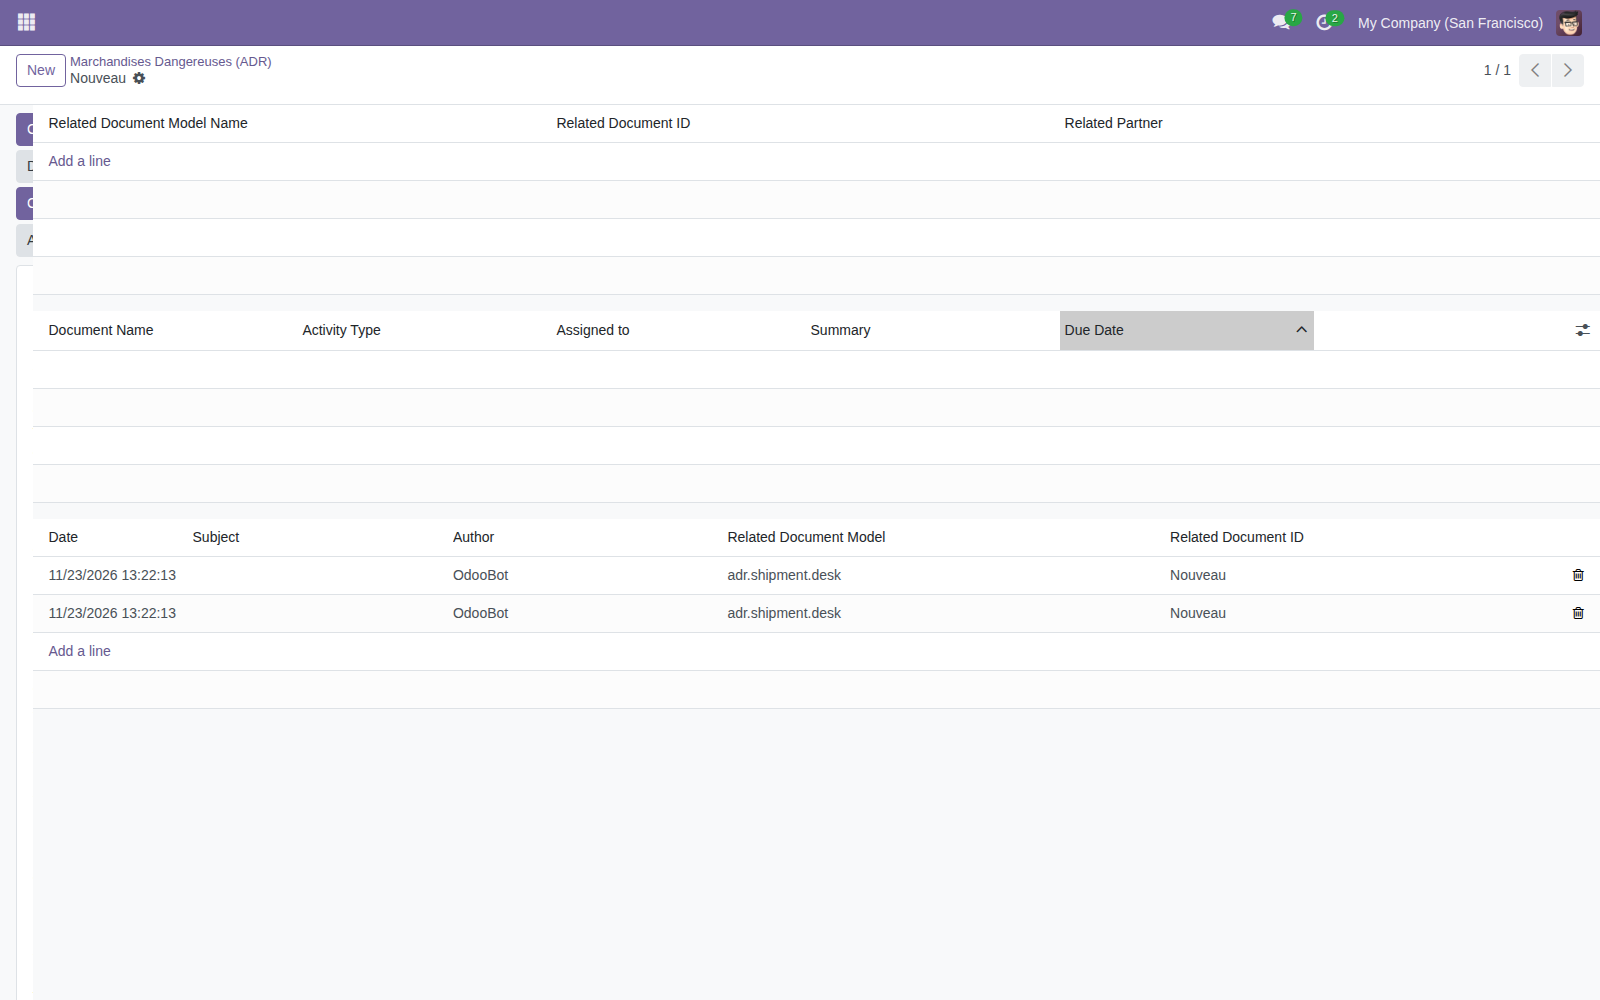 7
2
My Company (San Francisco)
New
Marchandises Dangereuses (ADR)
Nouveau
1 / 1
Related Document Model Name
Related Document ID
Related Partner
Add a line
Document Name
Activity Type
Assigned to
Summary
Due Date
Date
Subject
Author
Related Document Model
Related Document ID
11/23/2026 13:22:13
OdooBot
adr.shipment.desk
Nouveau
11/23/2026 13:22:13
OdooBot
adr.shipment.desk
Nouveau
Add a line